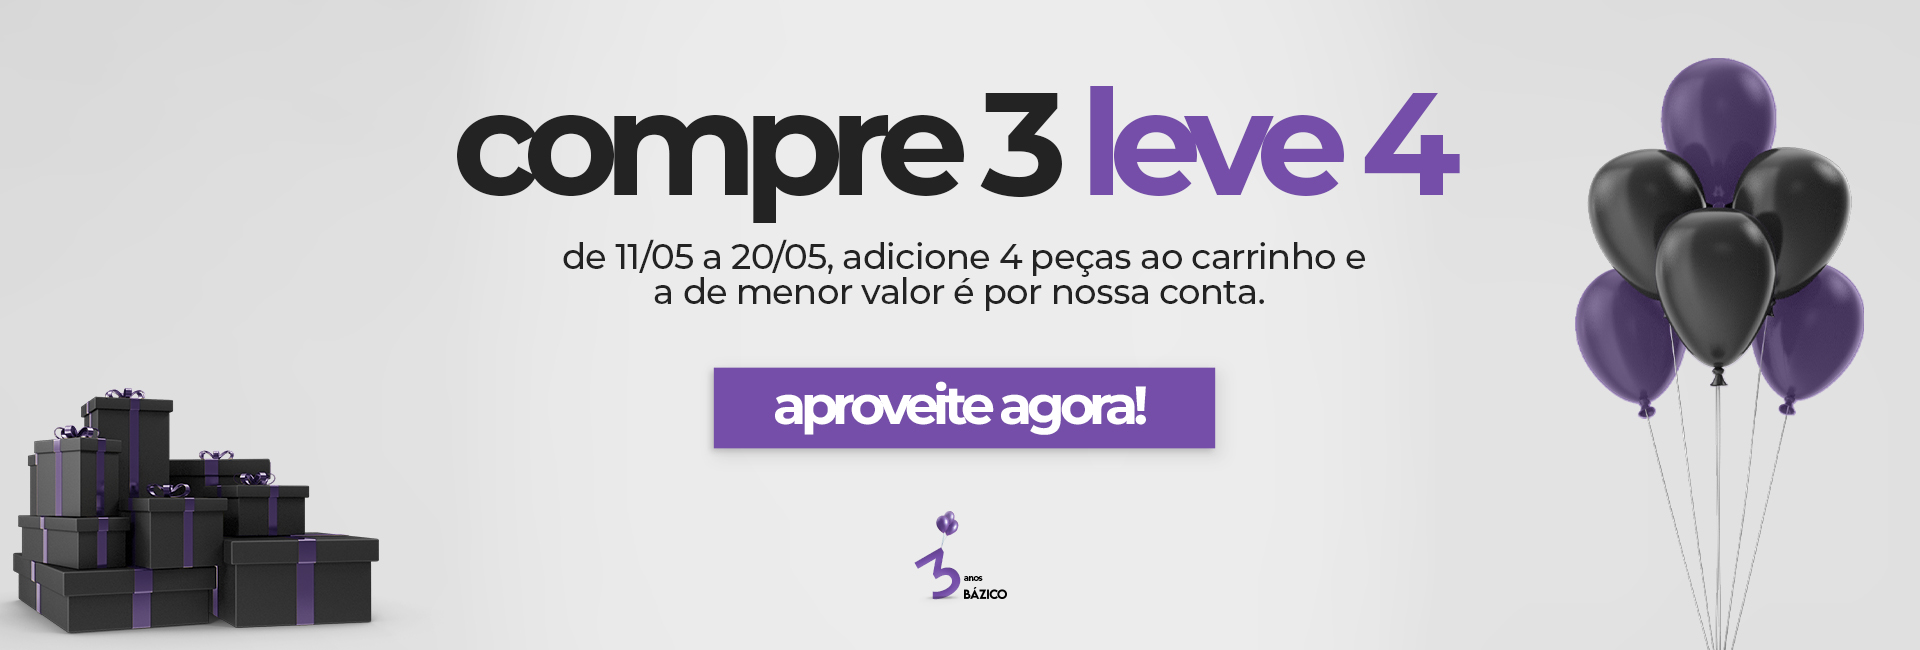 compre 3 leve 4
de 11/05 a 20/05, adicione 4 peças ao carrinho e
a de menor valor é por nossa conta.
aproveite agora!
3 anos
BÁZICO